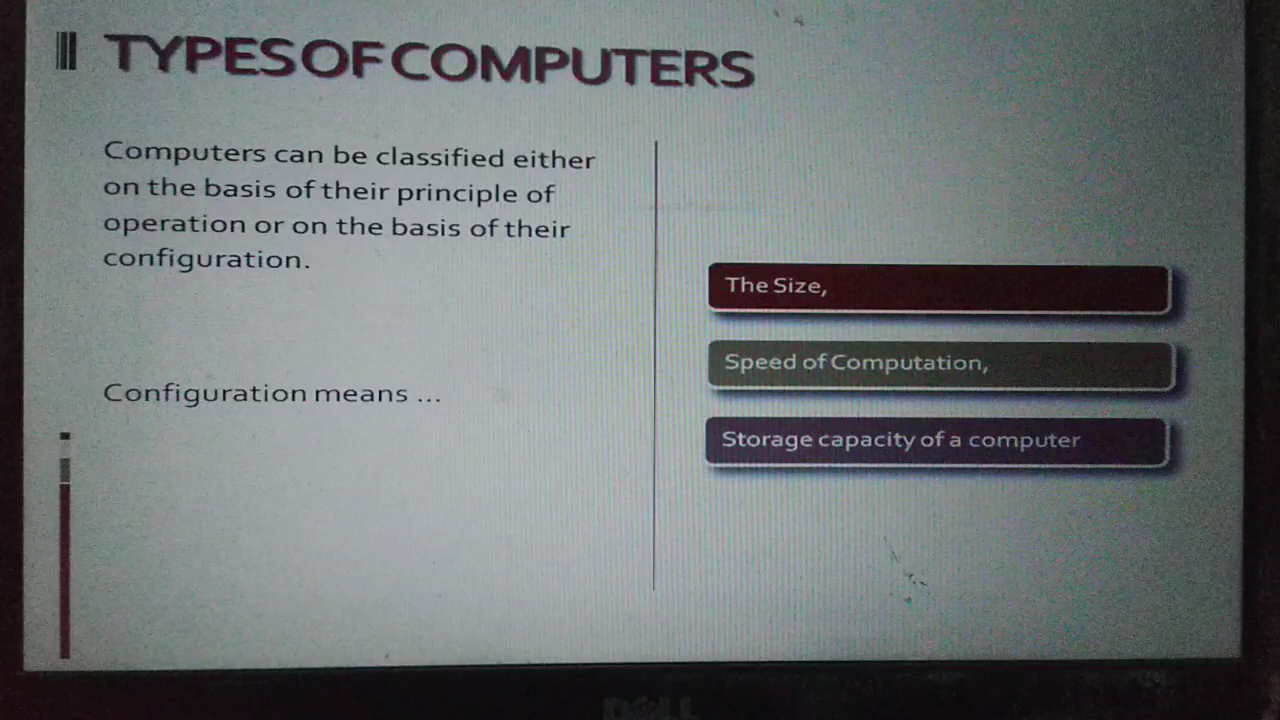 TYPES OF COMPUTERS
Computers can be classified either
on the basis of their principle of
operation or on the basis of their
configuration.
Configuration means ...
The Size,
Speed of Computation,
Storage capacity of a computer
DELL